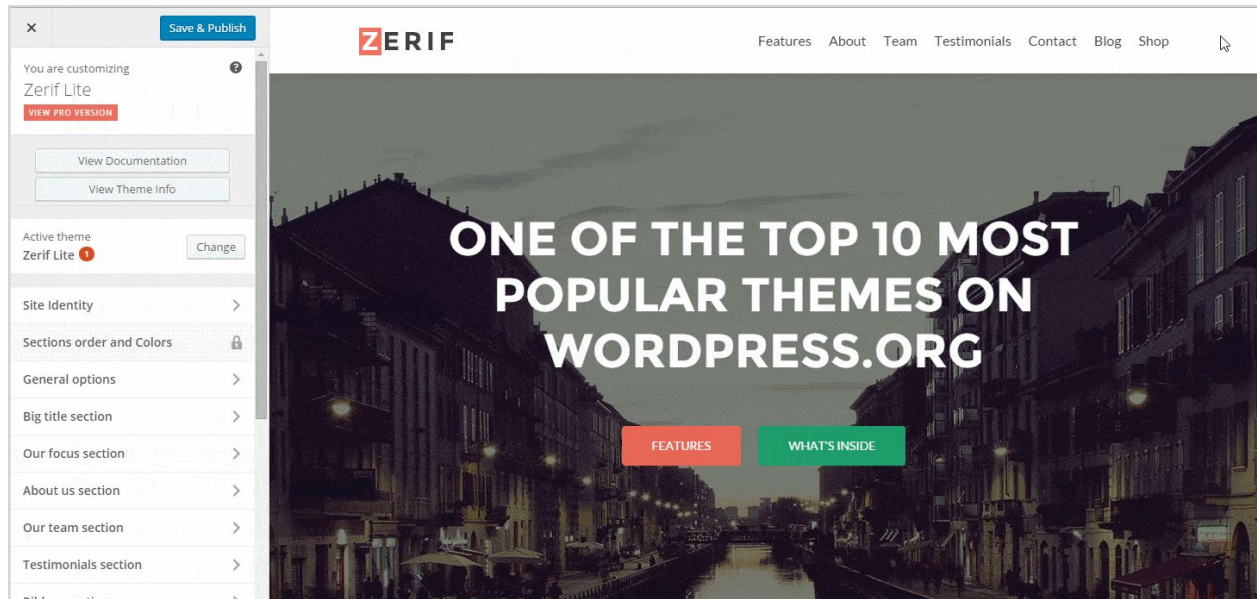 Save & Publish
You are customizing
Zerif Lite
VIEW PRO VERSION
View Documentation
View Theme Info
Active theme
Zerif Lite 1
Change
Site Identity
Sections order and Colors
General options
Big title section
Our focus section
About us section
Our team section
Testimonials section
ZERIF
Features About Team Testimonials Contact Blog Shop
ONE OF THE TOP 10 MOST
POPULAR THEMES ON
WORDPRESS.ORG
FEATURES
WHAT'S INSIDE